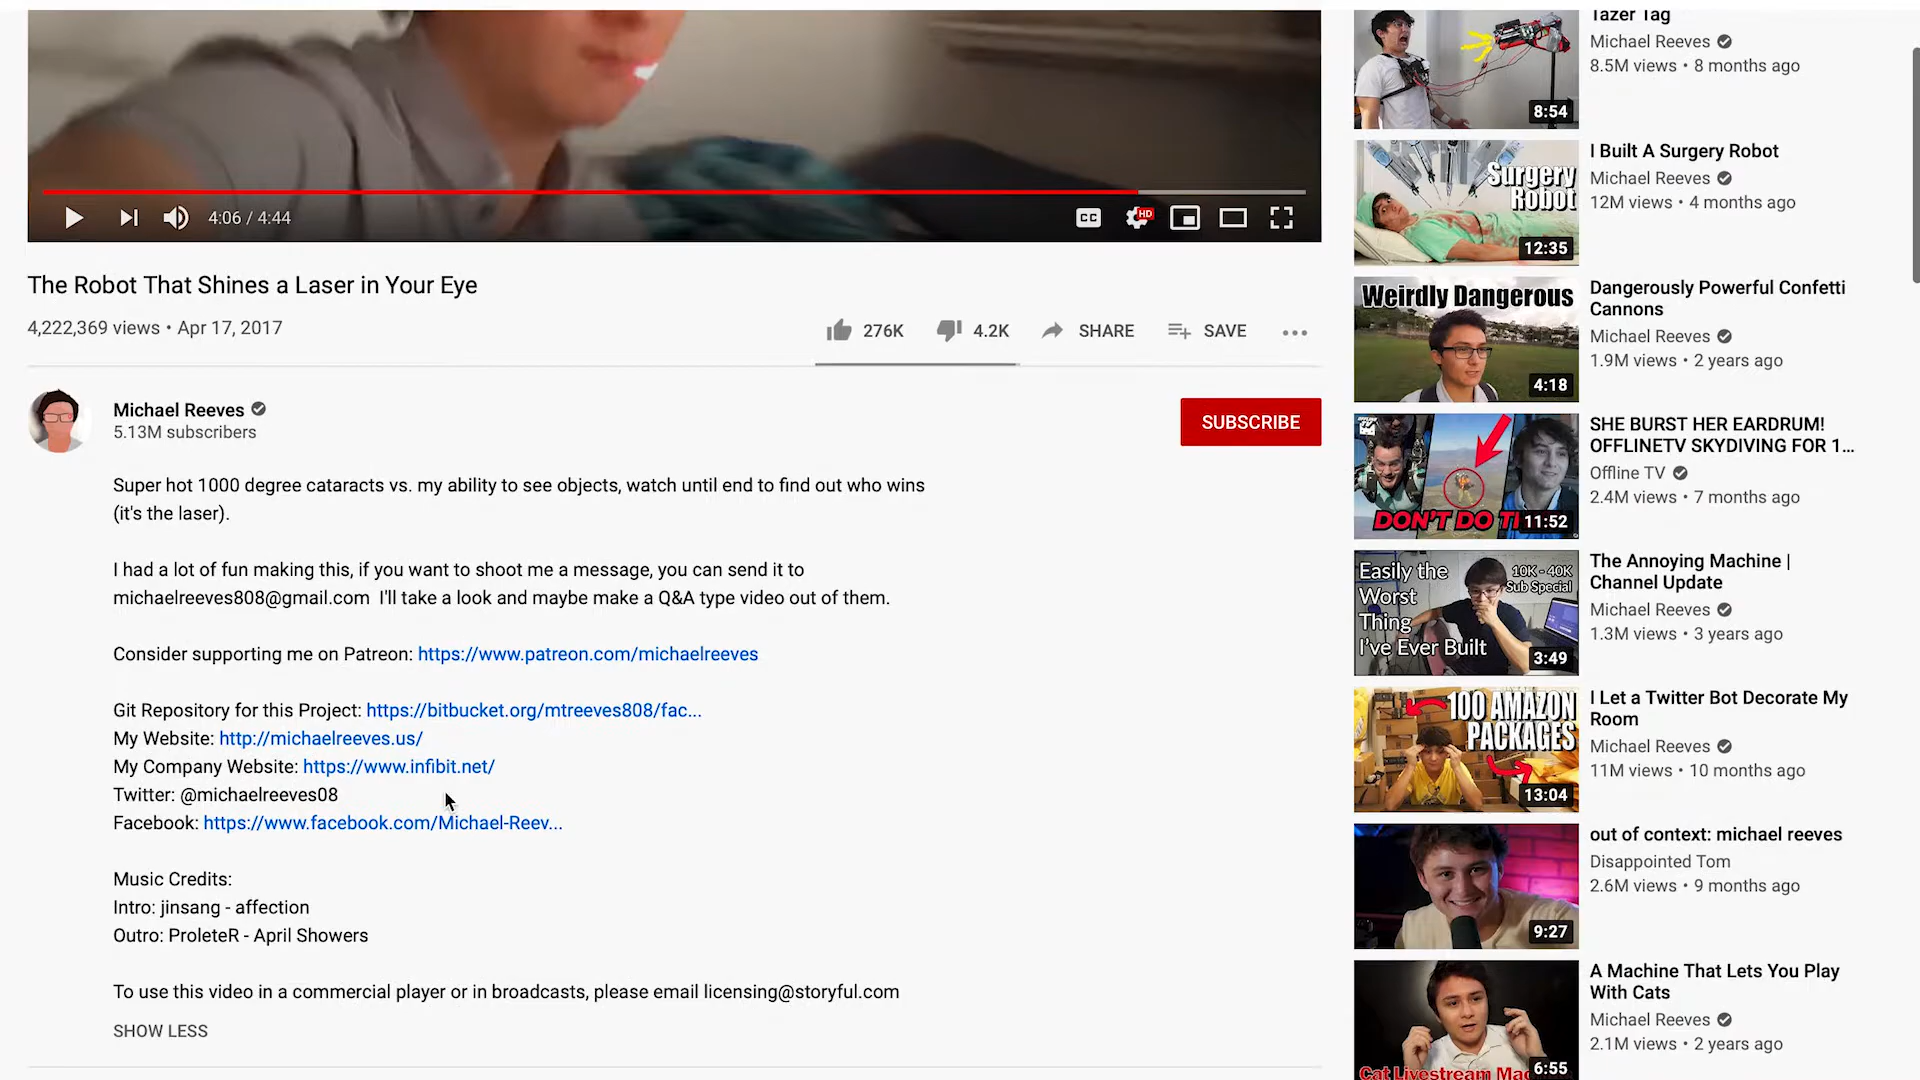 CC
HD
4:06 / 4:44
The Robot That Shines a Laser in Your Eye
4,222,369 views • Apr 17, 2017
276K
4.2K
SHARE
SAVE
Michael Reeves
5.13M subscribers
SUBSCRIBE
Super hot 1000 degree cataracts vs. my ability to see objects, watch until end to find out who wins
(it's the laser).
I had a lot of fun making this, if you want to shoot me a message, you can send it to
michaelreeves808@gmail.com  I'll take a look and maybe make a Q&A type video out of them.
Consider supporting me on Patreon: https://www.patreon.com/michaelreeves
Git Repository for this Project: https://bitbucket.org/mtreeves808/fac...
My Website: http://michaelreeves.us/
My Company Website: https://www.infibit.net/
Twitter: @michaelreeves08
Facebook: https://www.facebook.com/Michael-Reev...
Music Credits:
Intro: jinsang - affection
Outro: ProleteR - April Showers
To use this video in a commercial player or in broadcasts, please email licensing@storyful.com
SHOW LESS
Tazer Tag
Michael Reeves
8.5M views • 8 months ago
8:54
Surgery
Robot
12:35
I Built A Surgery Robot
Michael Reeves
12M views • 4 months ago
Weirdly Dangerous
4:18
Dangerously Powerful Confetti
Cannons
Michael Reeves
1.9M views • 2 years ago
DON'T DO
11:52
SHE BURST HER EARDRUM!
OFFLINETV SKYDIVING FOR 1...
Offline TV
2.4M views • 7 months ago
Easily the
Worst
Thing
I've Ever Built
10K - 40K
Sub Special
3:49
The Annoying Machine |
Channel Update
Michael Reeves
1.3M views • 3 years ago
100 AMAZON
PACKAGES
13:04
I Let a Twitter Bot Decorate My
Room
Michael Reeves
11M views • 10 months ago
9:27
out of context: michael reeves
Disappointed Tom
2.6M views • 9 months ago
Cat Livestream Mac
6:55
A Machine That Lets You Play
With Cats
Michael Reeves
2.1M views • 2 years ago